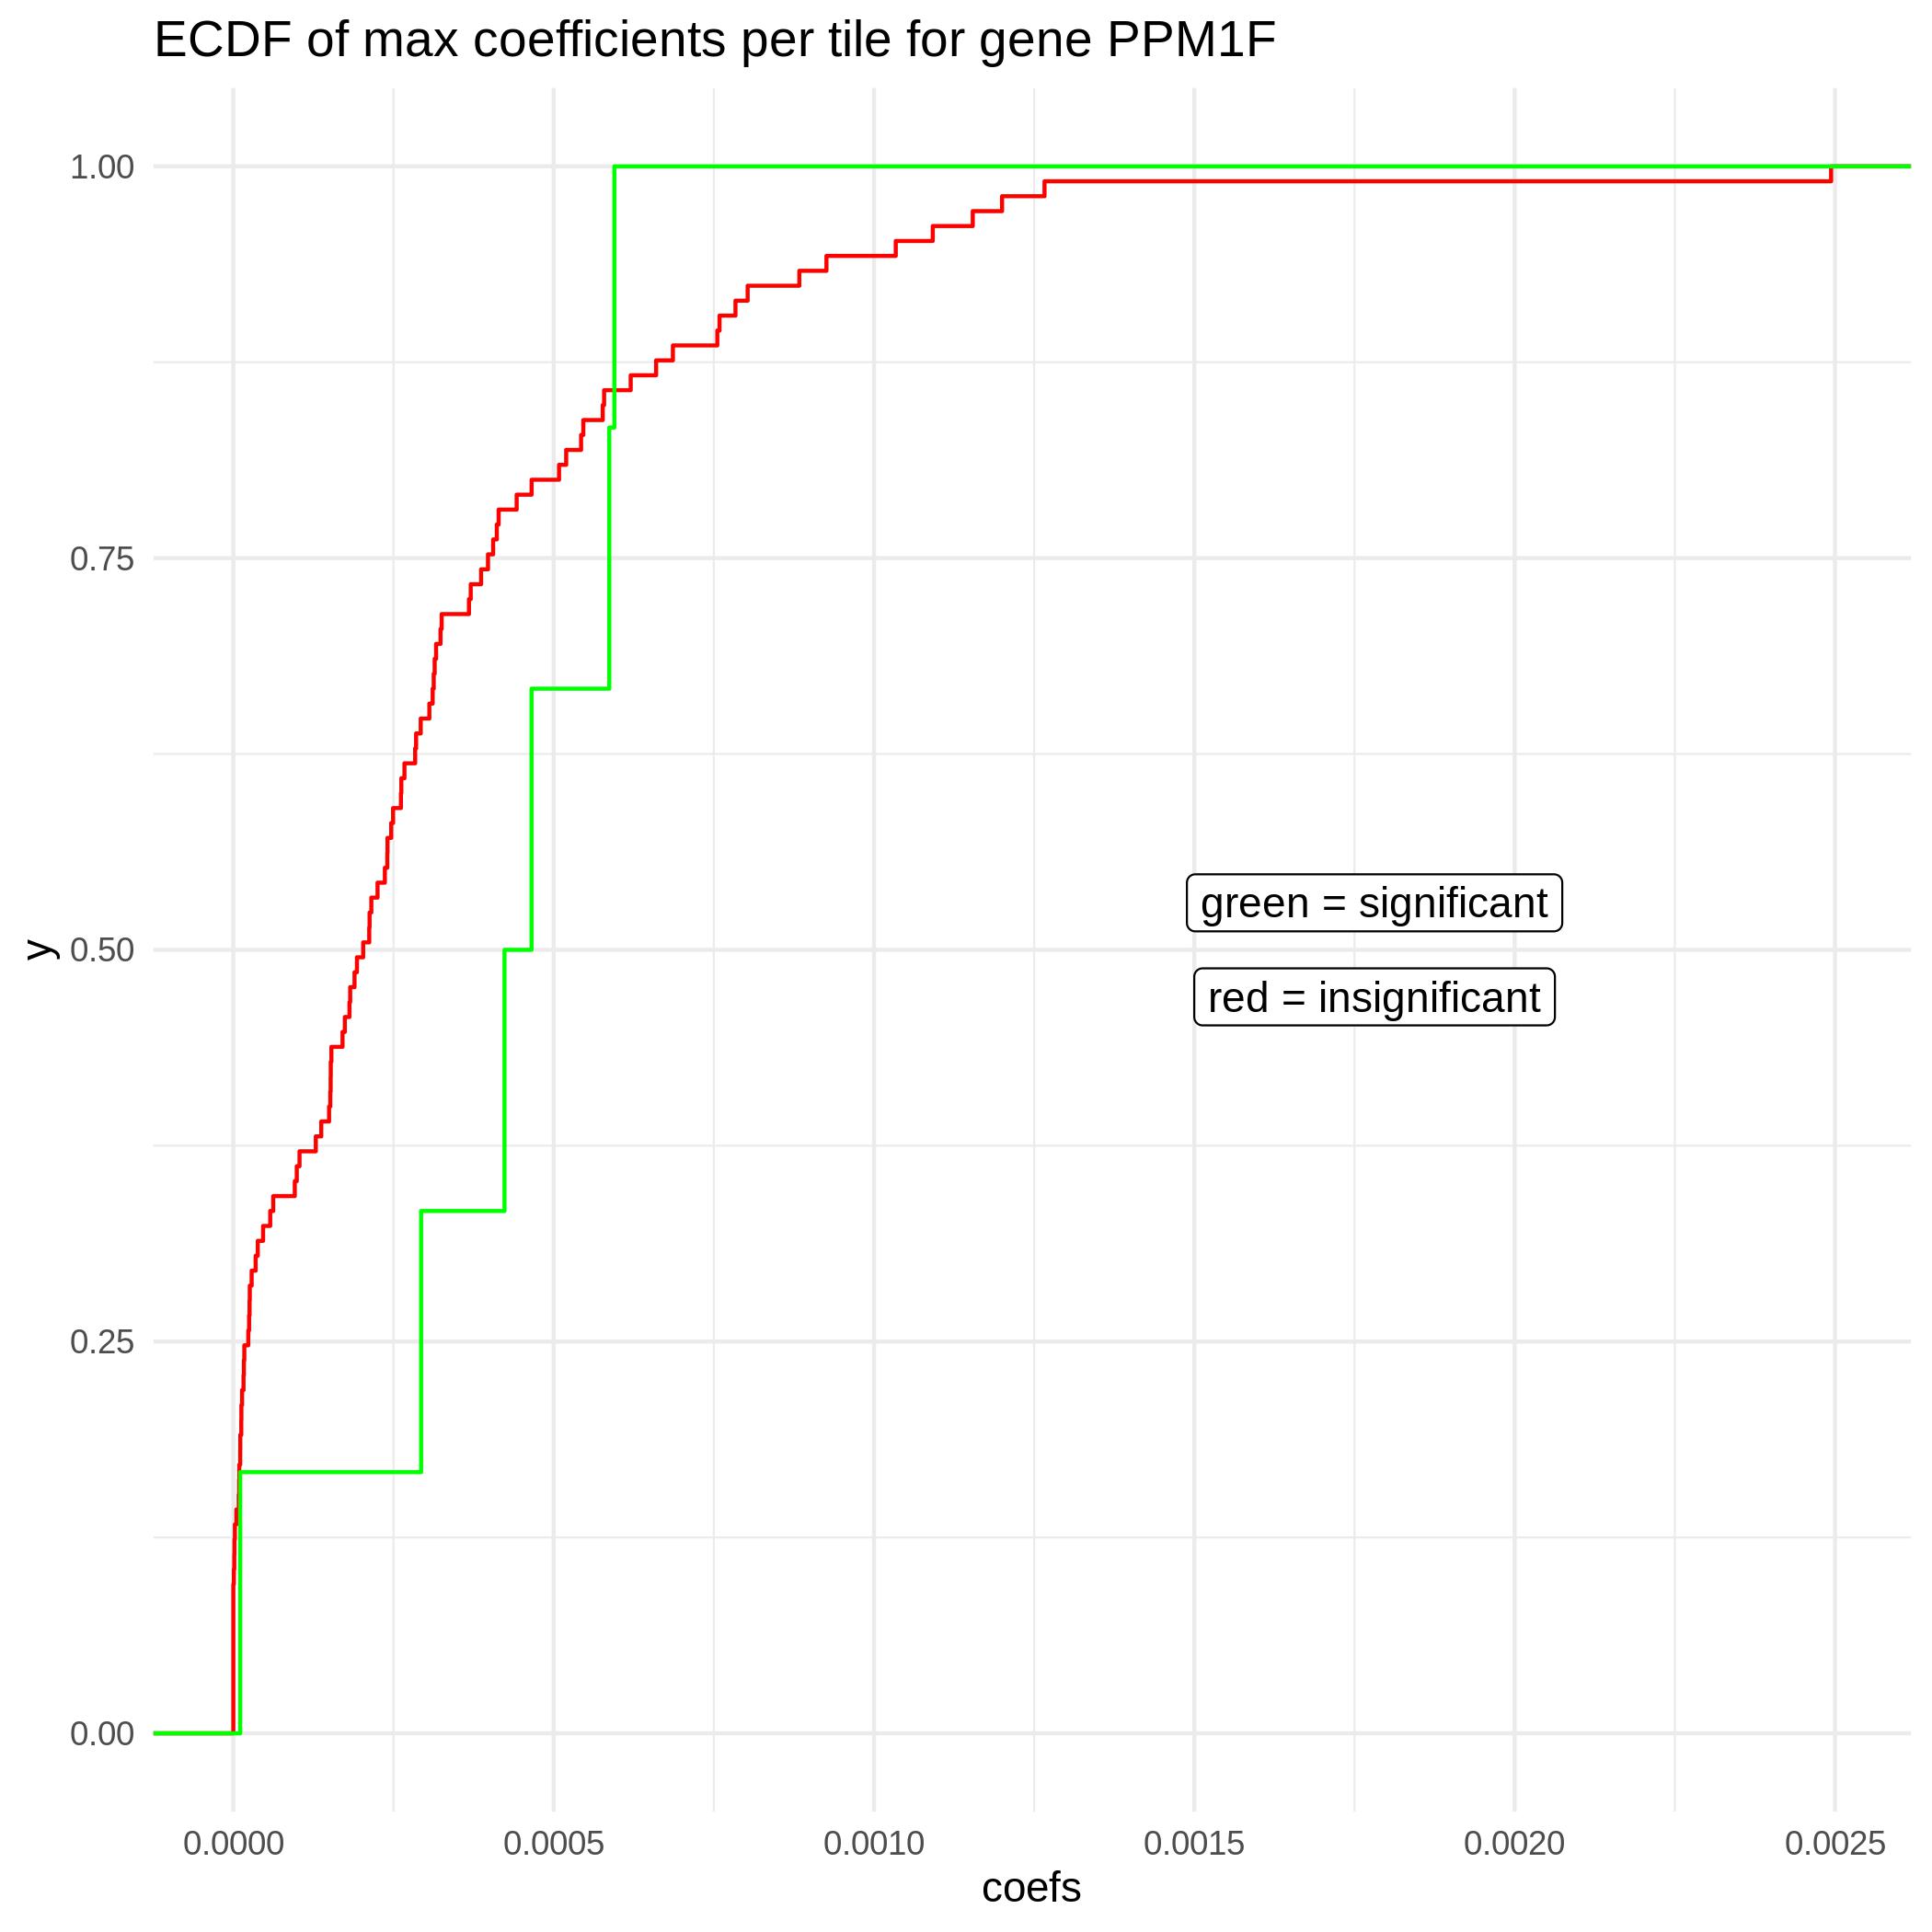 ECDF of max coefficients per tile for gene PPM1F
1.00
0.75
0.50
0.25
0.00
y
green = significant
red = insignificant
0.0000 0.0005 0.0010 0.0015 0.0020 0.0025
coefs